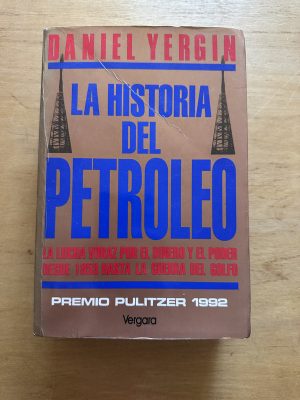 DANIEL YERGIN
LA HISTORIA
DEL
PETROLEO
LA LUCHA VORAZ POR EL DINERO Y EL PODER
DESDE 1853 HASTA LA GUERRA DEL GOLFO
PREMIO PULITZER 1992
Vergara